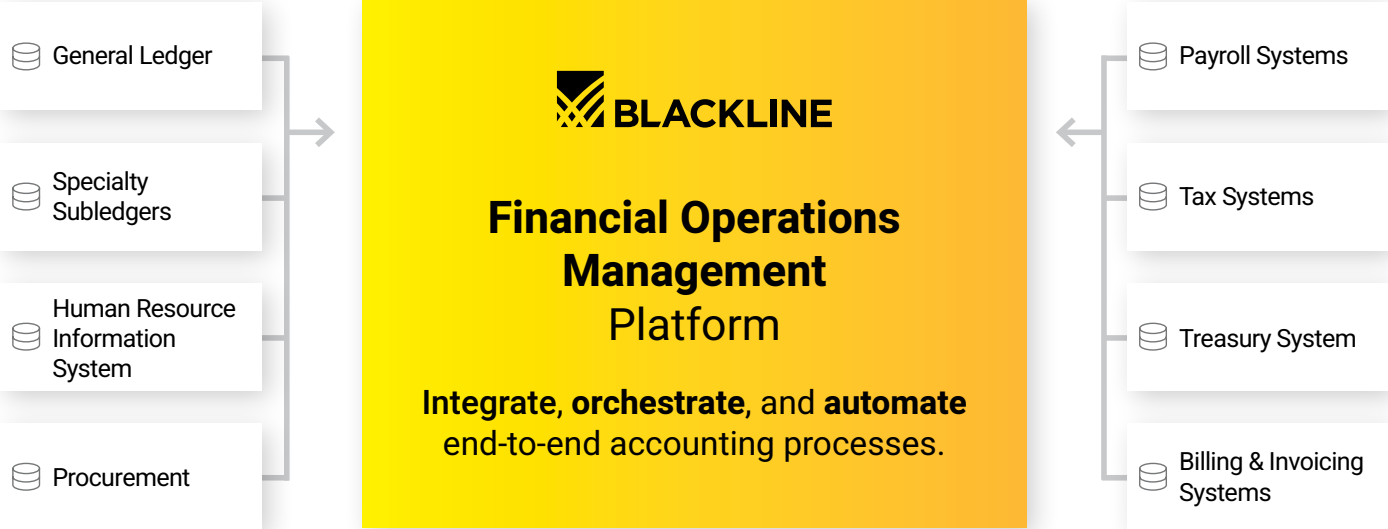 General Ledger
Specialty
Subledgers
Human Resource
Information
System
Procurement
BLACKLINE
Financial Operations
Management
Platform
Integrate, orchestrate, and automate
end-to-end accounting processes.
Payroll Systems
Tax Systems
Treasury System
Billing & Invoicing
Systems